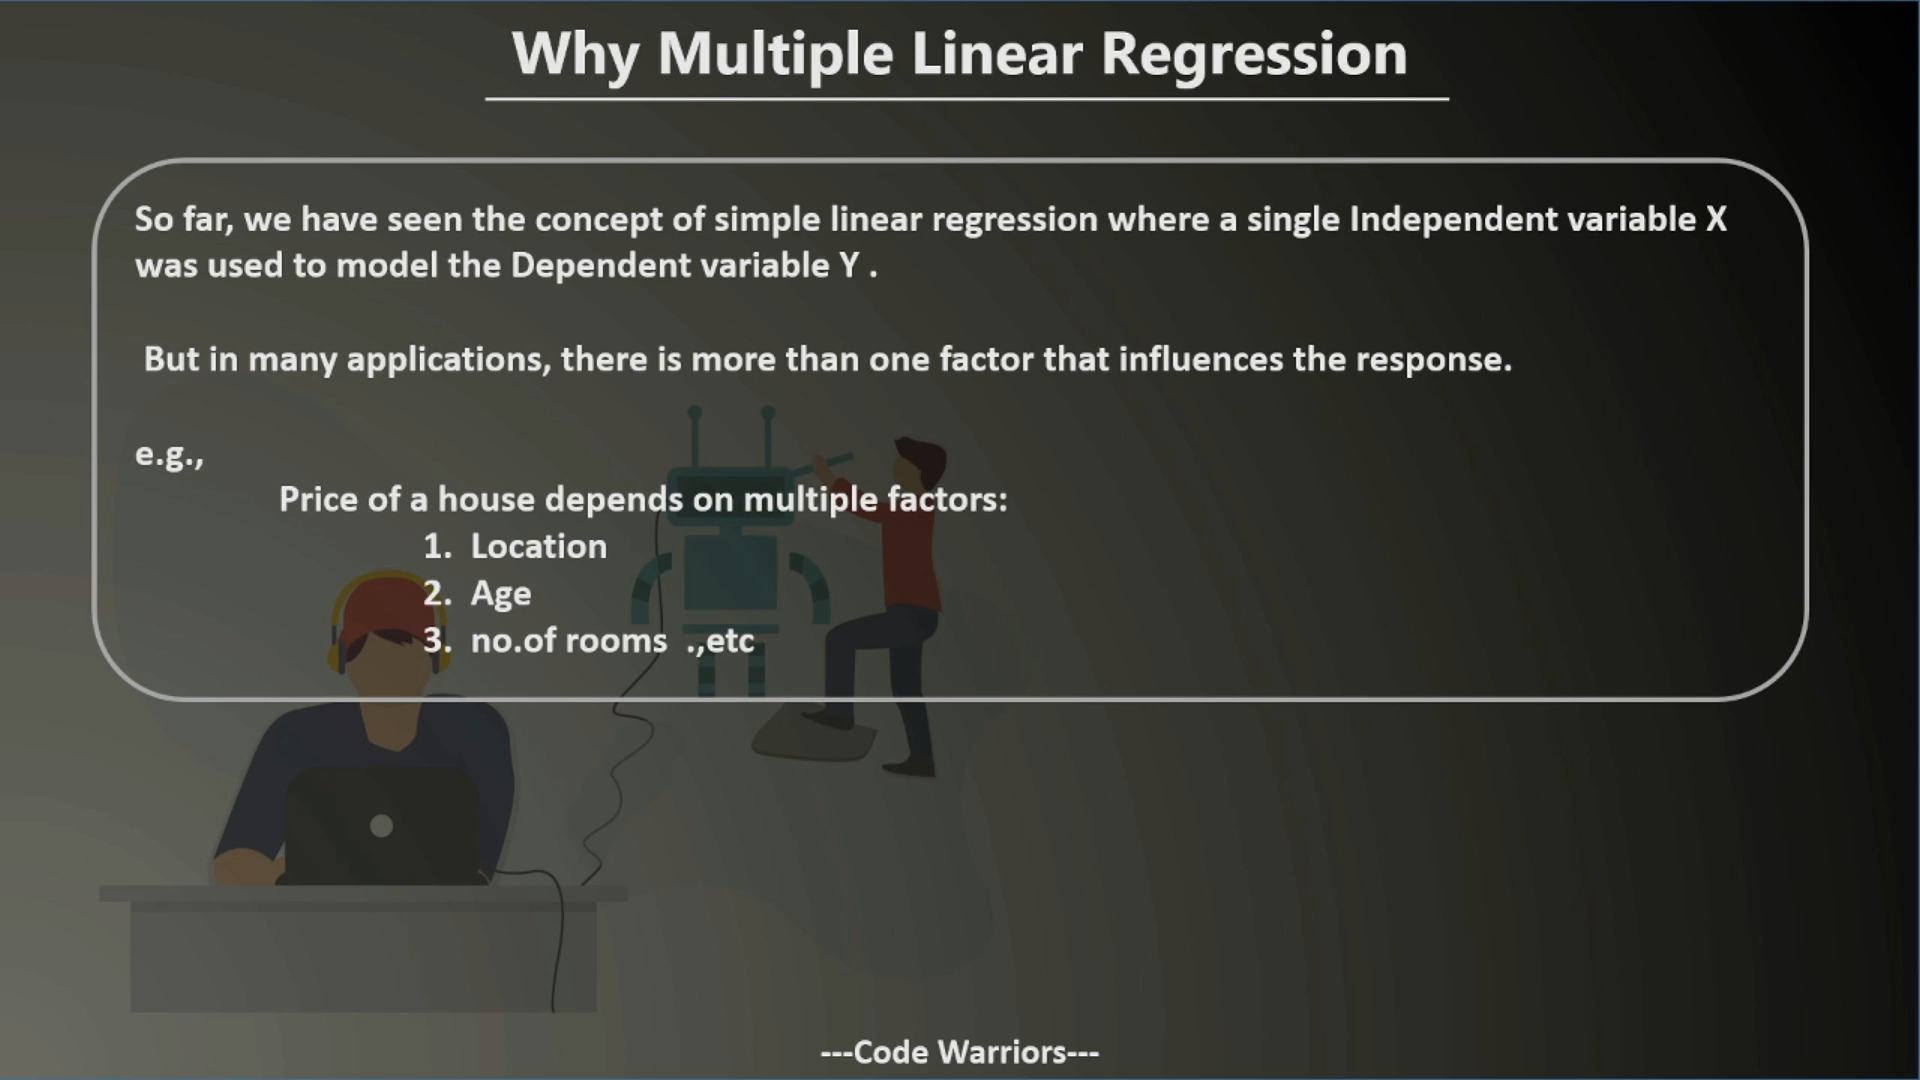 Why Multiple Linear Regression
So far, we have seen the concept of simple linear regression where a single Independent variable X
was used to model the Dependent variable Y .
But in many applications, there is more than one factor that influences the response.
e.g.,
Price of a house depends on multiple factors:
1. Location
2. Age
3. no.of rooms .,etc
---Code Warriors---